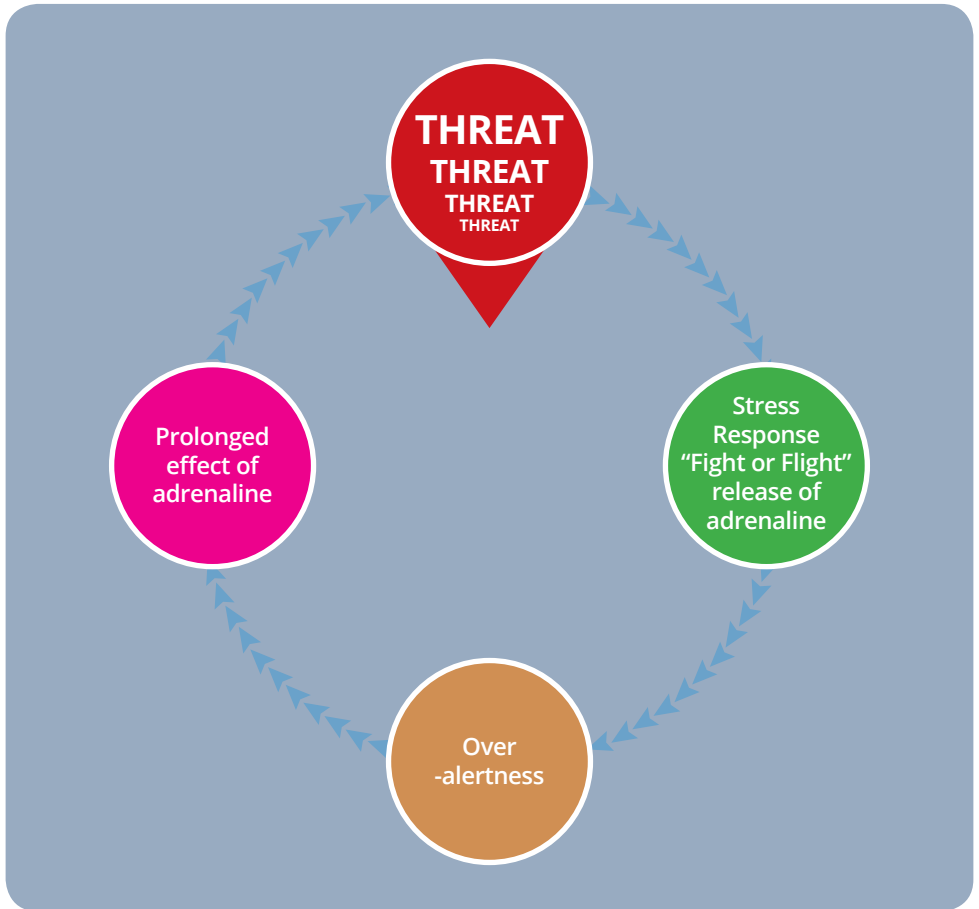 THREAT
THREAT
THREAT
THREAT
Stress
Response
“Fight or Flight”
release of
adrenaline
Over
-alertness
Prolonged
effect of
adrenaline